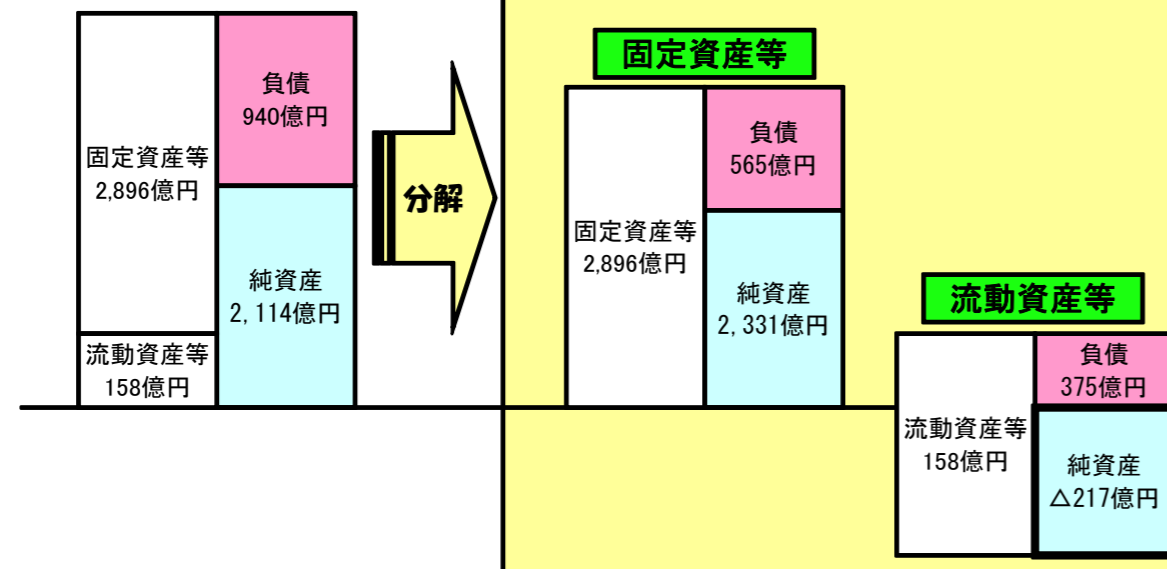 固定資産等
2,896億円
流動資産等
158億円
負債
940億円
純資産
2,114億円
分解
固定資産等
固定資産等
2,896億円
負債
565億円
純資産
2,331億円
流動資産等
流動資産等
158億円
負債
375億円
純資産
△217億円